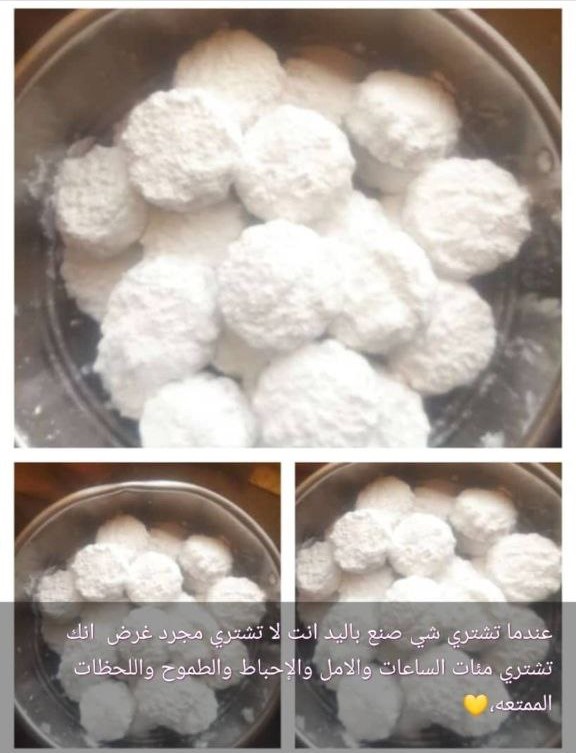 عندما تشتري شي صنع باليد انت لا تشتري مجرد غرض انك
تشتري مئات الساعات والامل والإحباط والطموح واللحظات
الممتعه،💛